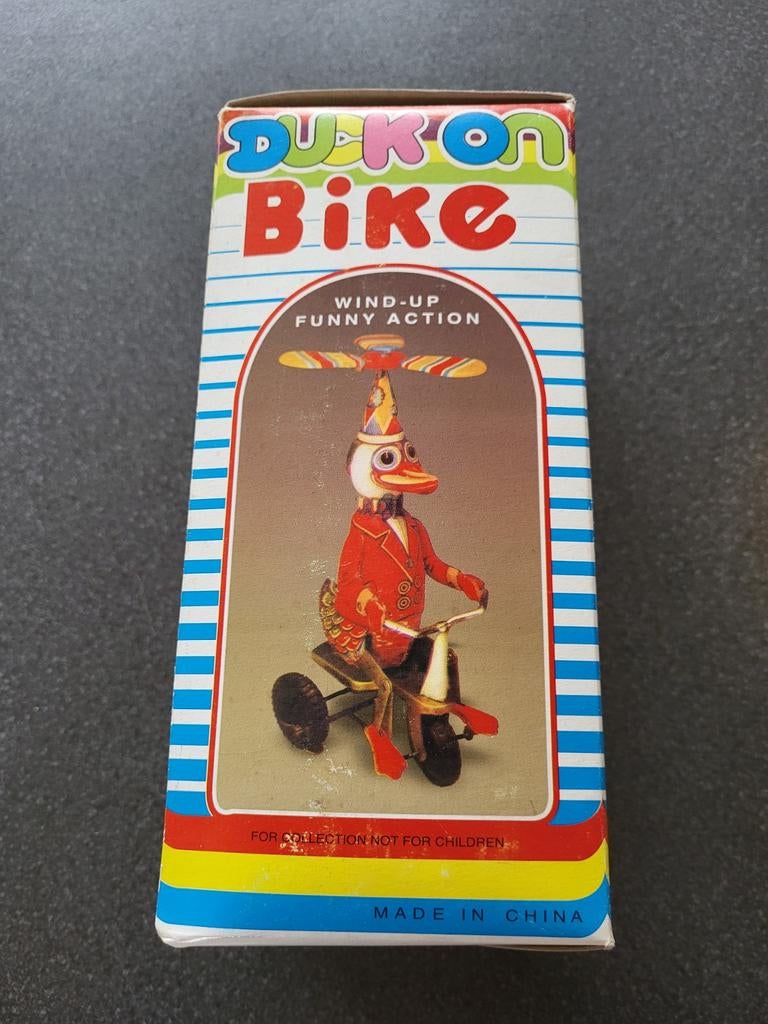 DUCK ON
BiKe
WIND-UP
FUNNY ACTION
FOR COLLECTION NOT FOR CHILDREN
MADE IN CHINA